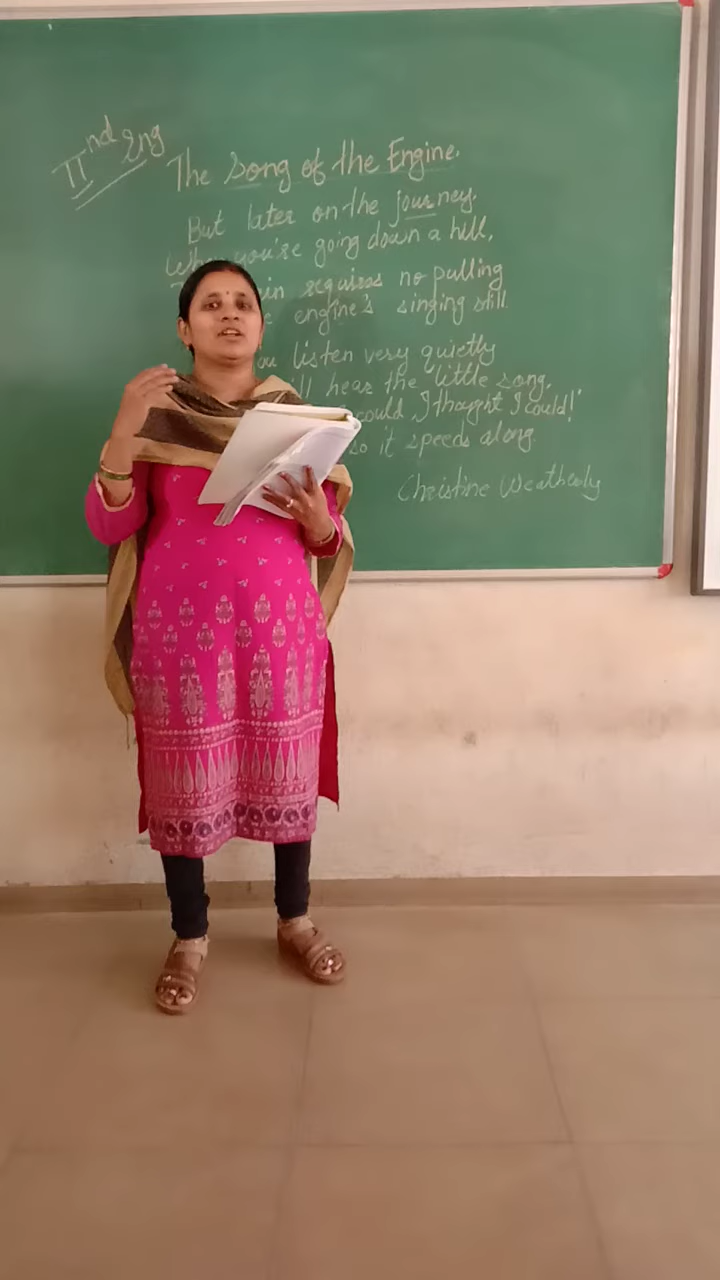 IInd Eng
The Song of the Engine.
But later on the journey,
you're going down a hill,
requires no pulling
engine's singing still.
listen very quietly
hear the little song,
could, I thought I could!'
so it speeds along.
Christine Weatherly